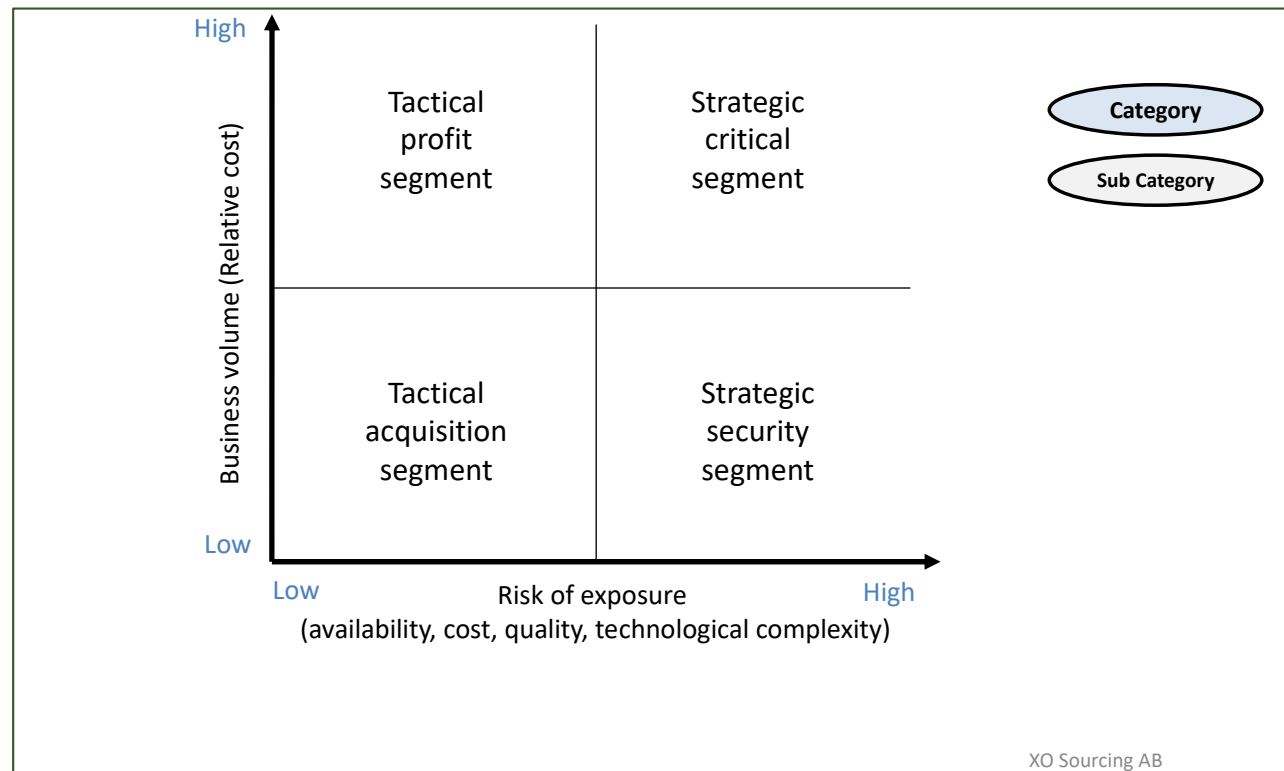 High
Tactical
profit
segment
Strategic
critical
segment
Category
Sub Category
Business volume (Relative cost)
Tactical
acquisition
segment
Strategic
security
segment
Low
Low
Risk of exposure
High
(availability, cost, quality, technological complexity)
XO Sourcing AB